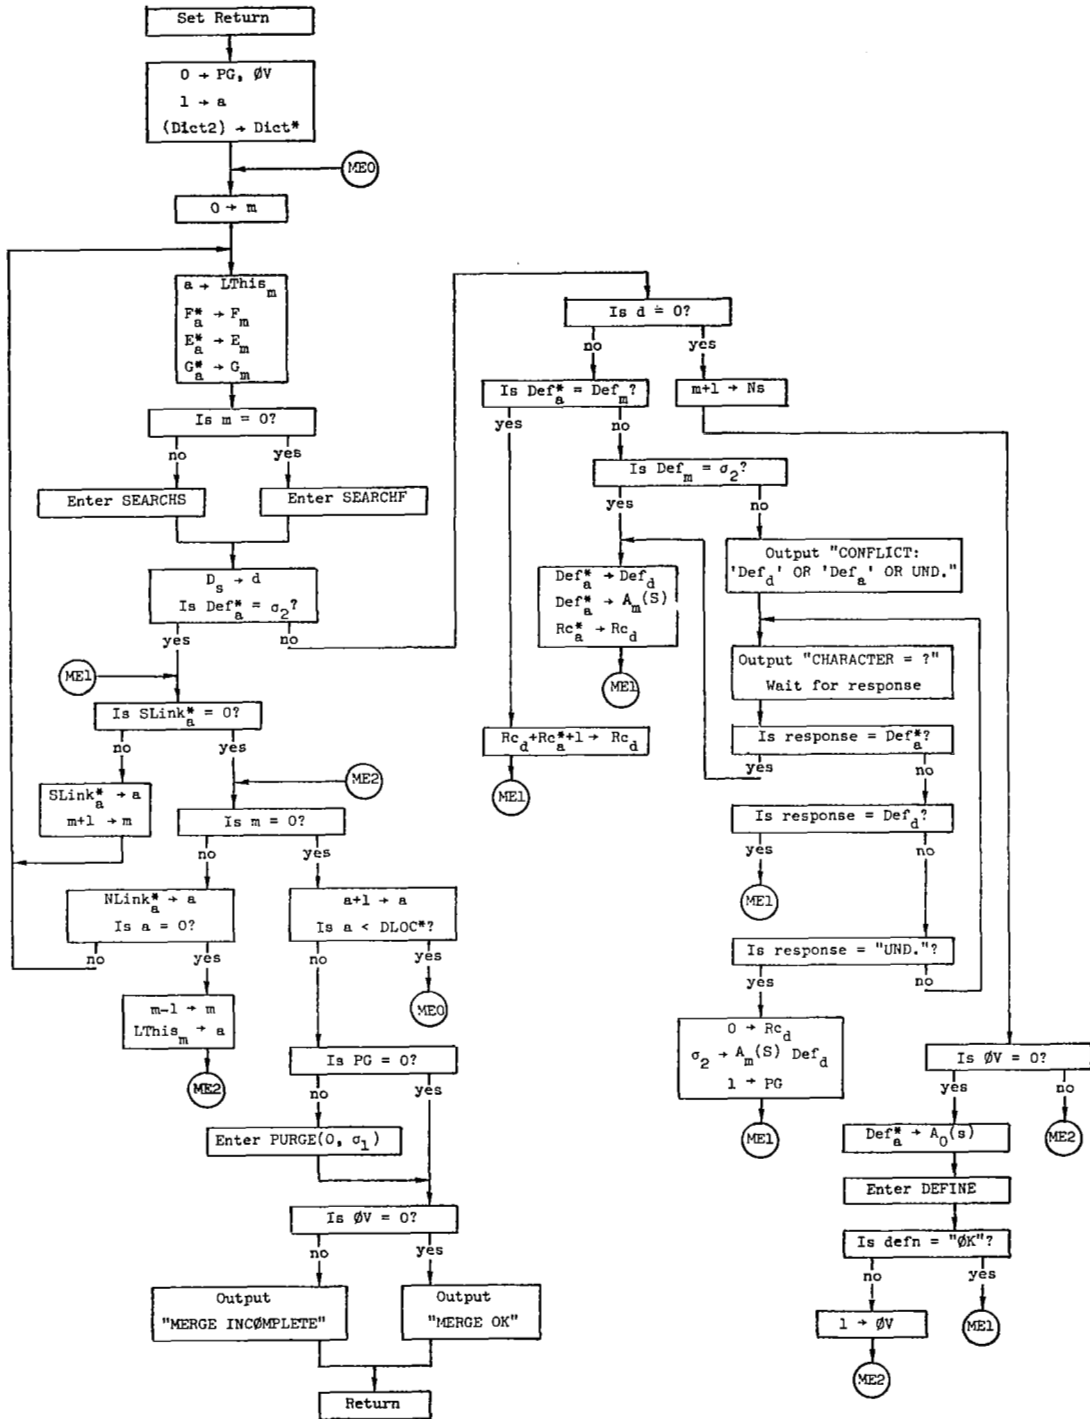 Set Return
0 → PG, ØV
1 → a
(Dict2) → Dict*
ME0
0 → m
a → LThis_m
F*_a → F_m
E*_a → E_m
G*_a → G_m
Is m = 0?
no
yes
Enter SEARCHS
Enter SEARCHF
D_s → d
Is Def*_a = σ_2?
yes
no
ME1
Is SLink*_a = 0?
no
yes
ME2
SLink*_a → a
m+1 → m
Is m = 0?
no
yes
NLink*_a → a
Is a = 0?
no
yes
a+1 → a
Is a < DLOC*?
no
yes
m-1 → m
LThis_m → a
ME2
ME0
Is PG = 0?
no
yes
Enter PURGE(0, σ_1)
Is ØV = 0?
no
yes
Output
"MERGE INCØMPLETE"
Output
"MERGE OK"
Return
Is d = 0?
no
yes
Is Def*_a = Def_m?
yes
no
m+1 → Ns
Is Def_m = σ_2?
yes
no
Def*_a → Def_d
Def*_a → A_m(S)
Rc*_a → Rc_d
ME1
Rc_d+Rc*_a+1 → Rc_d
ME1
Output "CONFLICT:
'Def_d' OR 'Def_a' OR UND."
Output "CHARACTER = ?"
Wait for response
Is response = Def*_a?
yes
no
Is response = Def_d?
yes
no
ME1
Is response = "UND."?
yes
no
0 → Rc_d
σ_2 → A_m(S) Def_d
1 → PG
ME1
Is ØV = 0?
yes
no
ME2
Def*_a → A_0(s)
Enter DEFINE
Is defn = "ØK"?
no
yes
1 → ØV
ME1
ME2